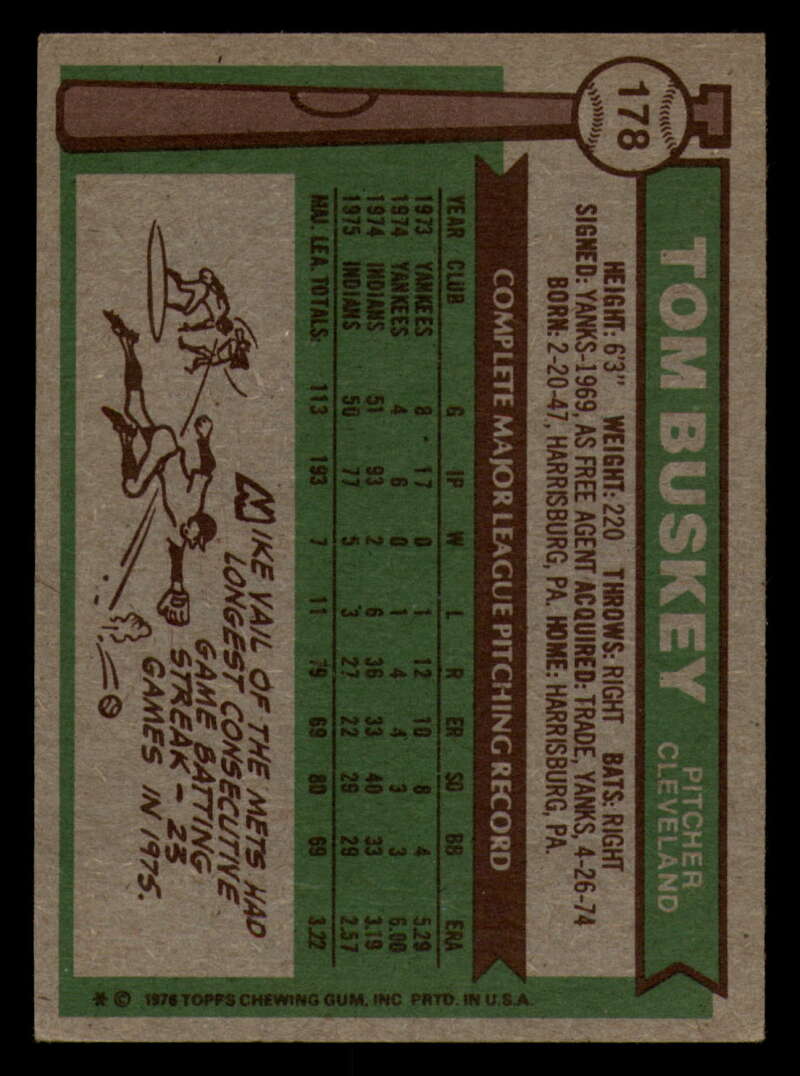 178
TOM BUSKEY
PITCHER
CLEVELAND
HEIGHT: 6'3" WEIGHT: 220 THROWS: RIGHT BATS: RIGHT
SIGNED: YANKS-1969, AS FREE AGENT ACQUIRED: TRADE, YANKS, 4-26-74
BORN: 2-20-47, HARRISBURG, PA. HOME: HARRISBURG, PA.
COMPLETE MAJOR LEAGUE PITCHING RECORD
YEAR CLUB G IP W L R ER SO BB ERA
1973 YANKEES 8 17 0 1 12 10 8 4 5.29
1974 YANKEES 4 6 0 1 4 4 3 3 6.00
1974 INDIANS 51 93 2 6 36 33 40 33 3.19
1975 INDIANS 50 77 5 3 27 22 29 29 2.57
MAJ. LEA. TOTALS: 113 193 7 11 79 69 80 69 3.22
MIKE VAIL OF THE METS HAD
LONGEST CONSECUTIVE
GAME BATTING
STREAK - 23
GAMES IN 1975.
* © 1976 TOPPS CHEWING GUM, INC PRTD. IN U.S.A.